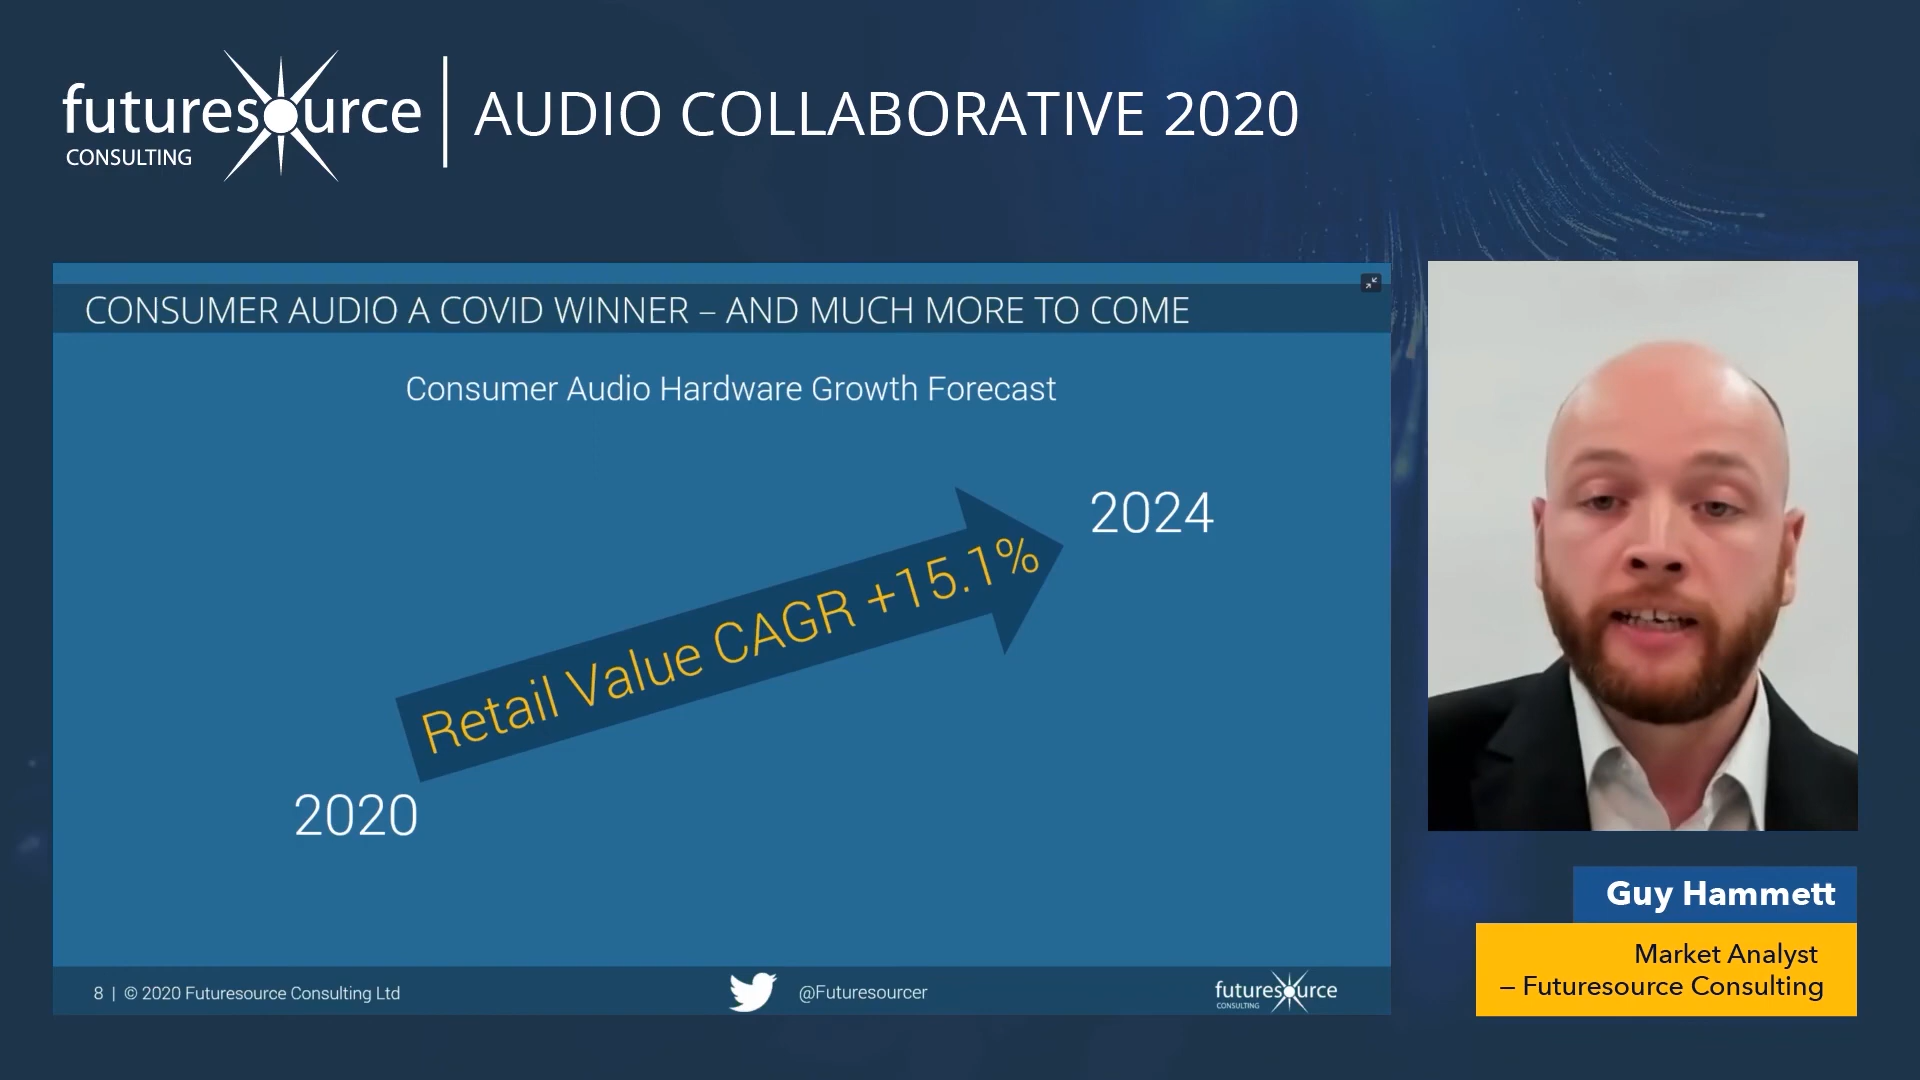 futuresource
CONSULTING
AUDIO COLLABORATIVE 2020
CONSUMER AUDIO A COVID WINNER – AND MUCH MORE TO COME
Consumer Audio Hardware Growth Forecast
2024
Retail Value CAGR +15.1%
2020
8 | © 2020 Futuresource Consulting Ltd
@Futuresourcer
futuresource
CONSULTING
Guy Hammett
Market Analyst
– Futuresource Consulting